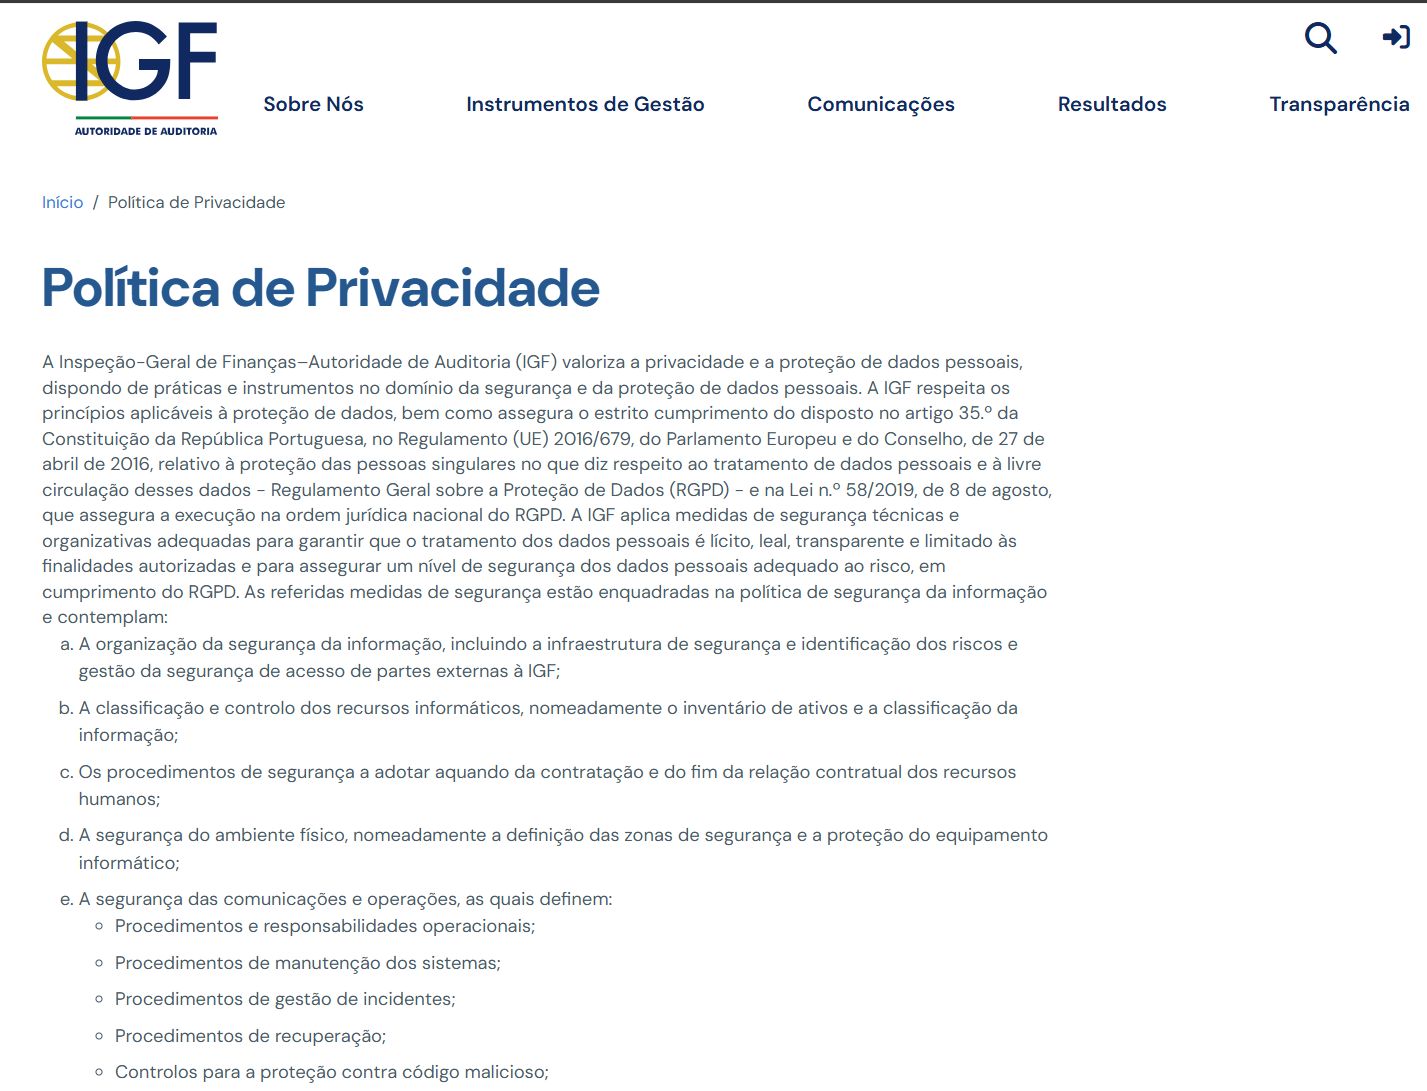 IGF
AUTORIDADE DE AUDITORIA
Sobre Nós
Instrumentos de Gestão
Comunicações
Resultados
Transparência
Início / Política de Privacidade
Política de Privacidade
A Inspeção-Geral de Finanças–Autoridade de Auditoria (IGF) valoriza a privacidade e a proteção de dados pessoais,
dispondo de práticas e instrumentos no domínio da segurança e da proteção de dados pessoais. A IGF respeita os
princípios aplicáveis à proteção de dados, bem como assegura o estrito cumprimento do disposto no artigo 35.º da
Constituição da República Portuguesa, no Regulamento (UE) 2016/679, do Parlamento Europeu e do Conselho, de 27 de
abril de 2016, relativo à proteção das pessoas singulares no que diz respeito ao tratamento de dados pessoais e à livre
circulação desses dados - Regulamento Geral sobre a Proteção de Dados (RGPD) - e na Lei n.º 58/2019, de 8 de agosto,
que assegura a execução na ordem jurídica nacional do RGPD. A IGF aplica medidas de segurança técnicas e
organizativas adequadas para garantir que o tratamento dos dados pessoais é lícito, leal, transparente e limitado às
finalidades autorizadas e para assegurar um nível de segurança dos dados pessoais adequado ao risco, em
cumprimento do RGPD. As referidas medidas de segurança estão enquadradas na política de segurança da informação
e contemplam:
a. A organização da segurança da informação, incluindo a infraestrutura de segurança e identificação dos riscos e
gestão da segurança de acesso de partes externas à IGF;
b. A classificação e controlo dos recursos informáticos, nomeadamente o inventário de ativos e a classificação da
informação;
c. Os procedimentos de segurança a adotar aquando da contratação e do fim da relação contratual dos recursos
humanos;
d. A segurança do ambiente físico, nomeadamente a definição das zonas de segurança e a proteção do equipamento
informático;
e. A segurança das comunicações e operações, as quais definem:
◦ Procedimentos e responsabilidades operacionais;
◦ Procedimentos de manutenção dos sistemas;
◦ Procedimentos de gestão de incidentes;
◦ Procedimentos de recuperação;
◦ Controlos para a proteção contra código malicioso;